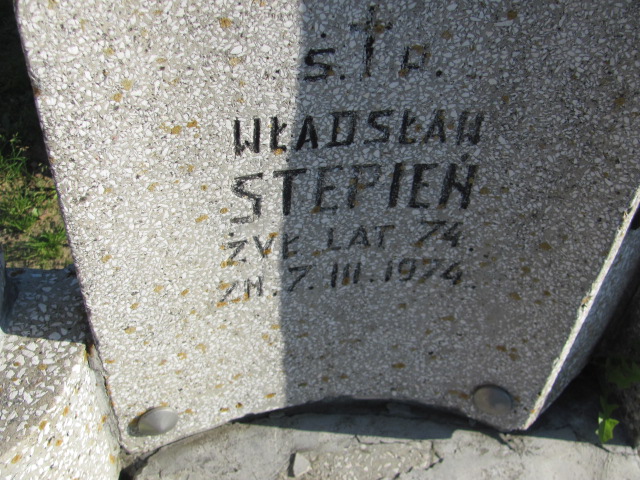 Ś. † P.
WŁADSŁAW
STĘPIEŃ
ŻYŁ LAT 74.
ZM. 7. III. 1974.